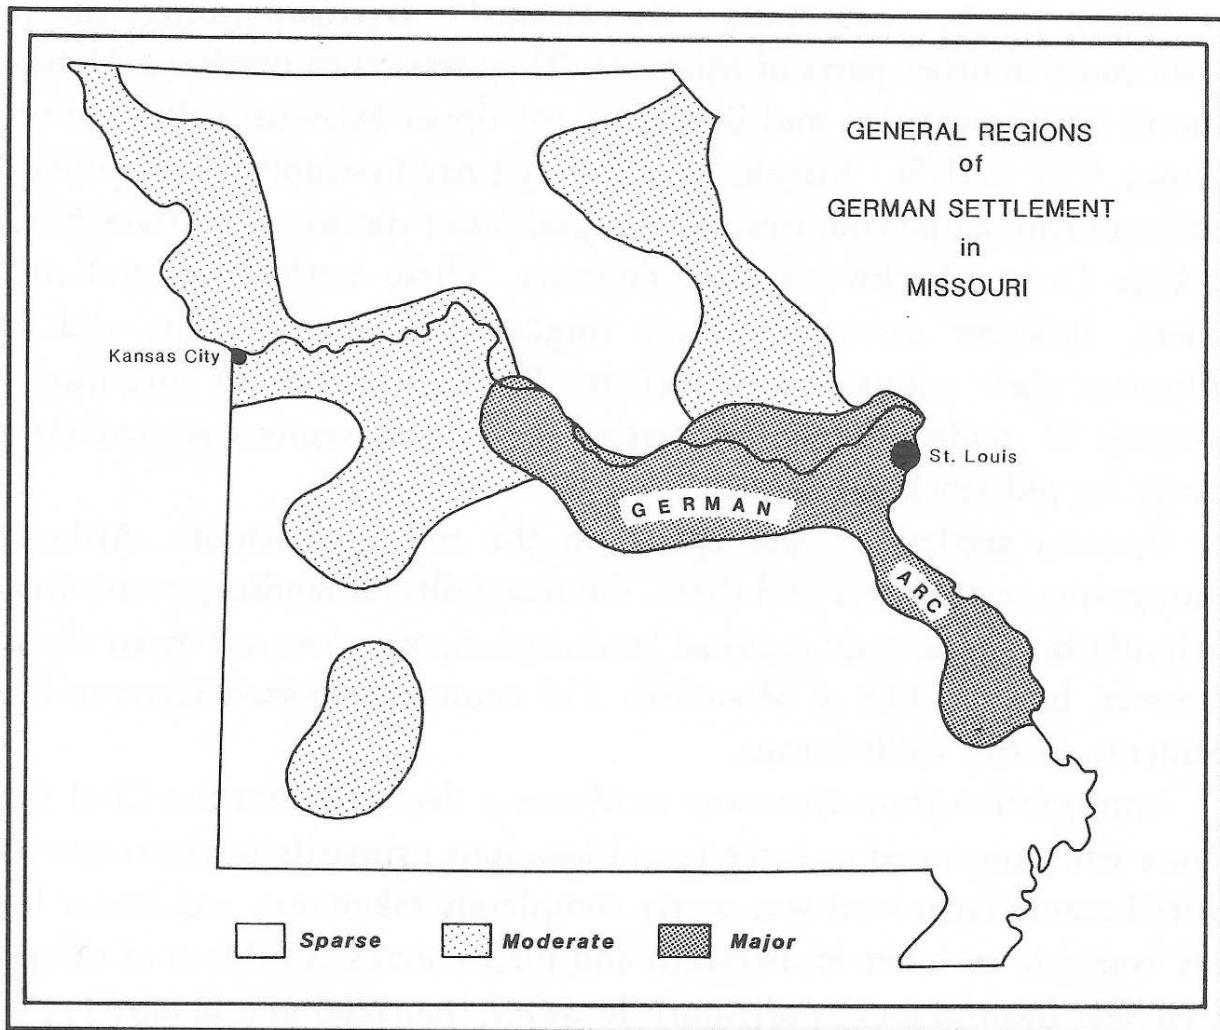 GENERAL REGIONS
of
GERMAN SETTLEMENT
in
MISSOURI
Kansas City
St. Louis
GERMAN
ARC
Sparse
Moderate
Major